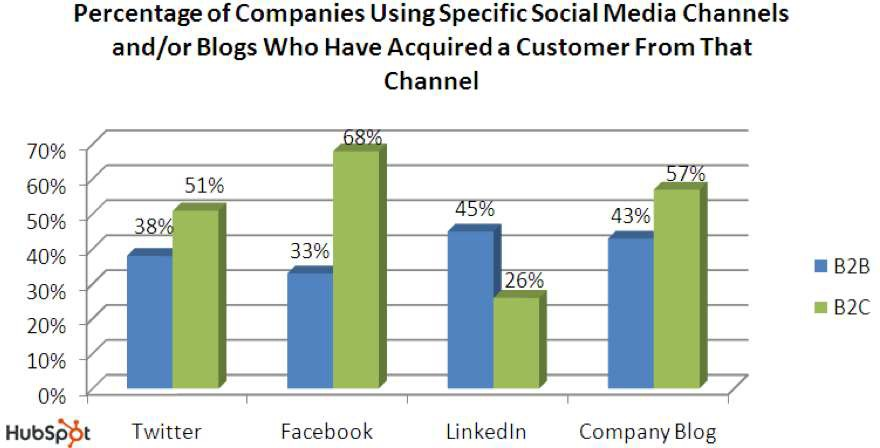 Percentage of Companies Using Specific Social Media Channels
and/or Blogs Who Have Acquired a Customer From That
Channel
70%
60%
50%
40%
30%
20%
10%
0%
38%
51%
33%
68%
45%
26%
43%
57%
B2B
B2C
Twitter
Facebook
LinkedIn
Company Blog
HubSpot